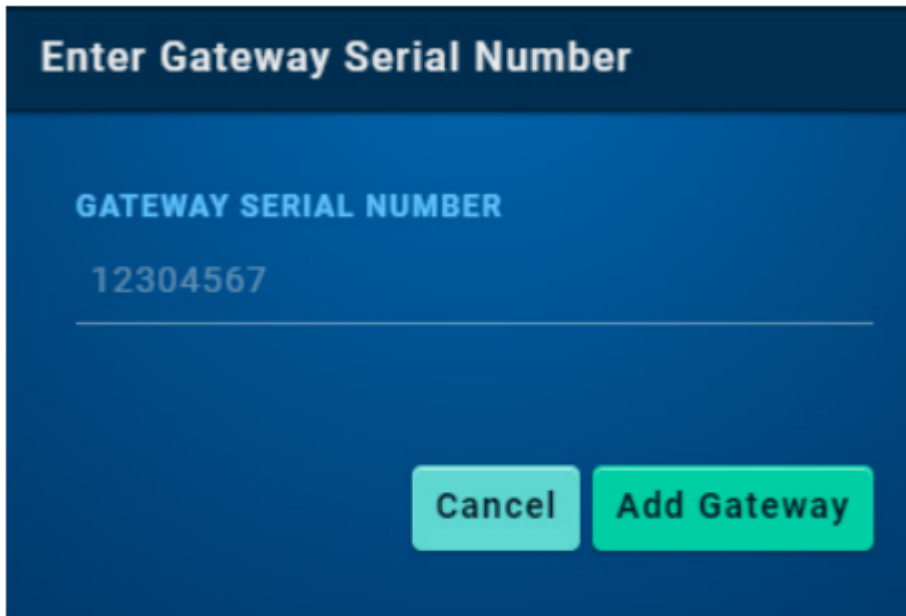 Enter Gateway Serial Number
GATEWAY SERIAL NUMBER
12304567
Cancel Add Gateway